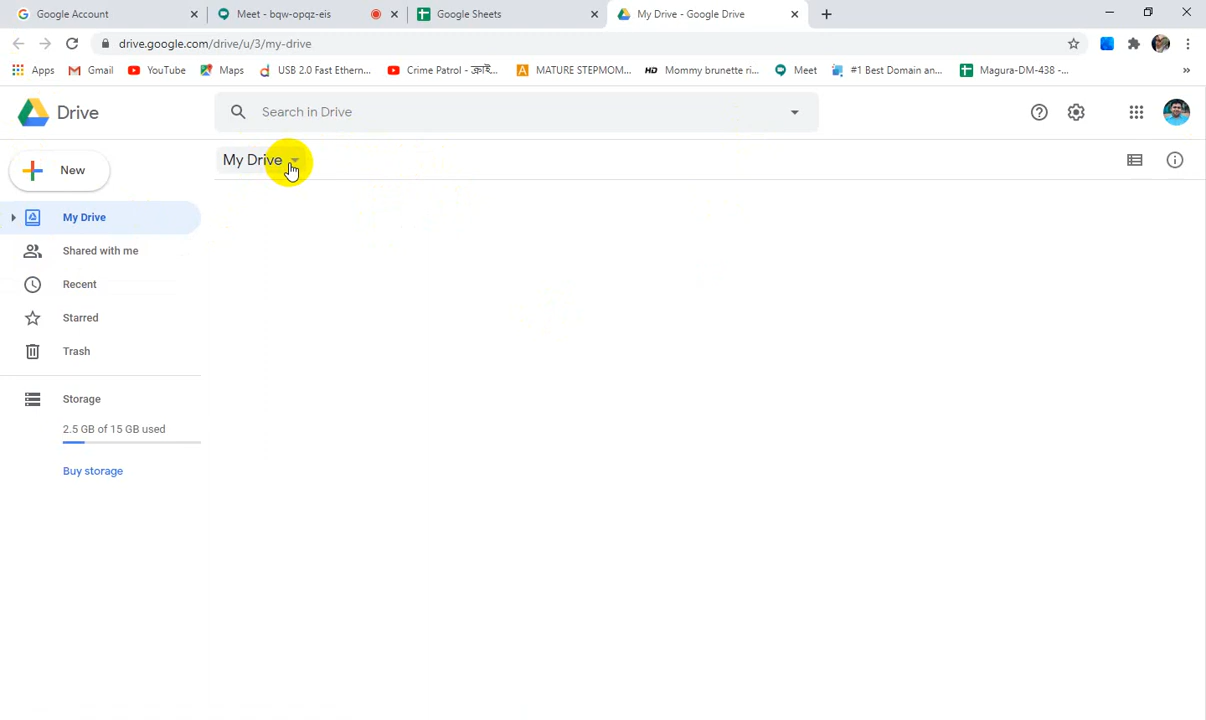 Google Account
Meet - bqw-opqz-eis
Google Sheets
My Drive - Google Drive
drive.google.com/drive/u/3/my-drive
Apps
Gmail
YouTube
Maps
USB 2.0 Fast Ethern...
Crime Patrol - ক্রাই...
MATURE STEPMOM...
HD Mommy brunette ri...
Meet
#1 Best Domain an...
Magura-DM-438 -...
Drive
Search in Drive
New
My Drive
My Drive
Shared with me
Recent
Starred
Trash
Storage
2.5 GB of 15 GB used
Buy storage